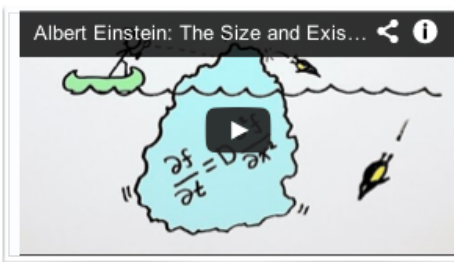 Albert Einstein: The Size and Exis...
∂f
∂t
= D